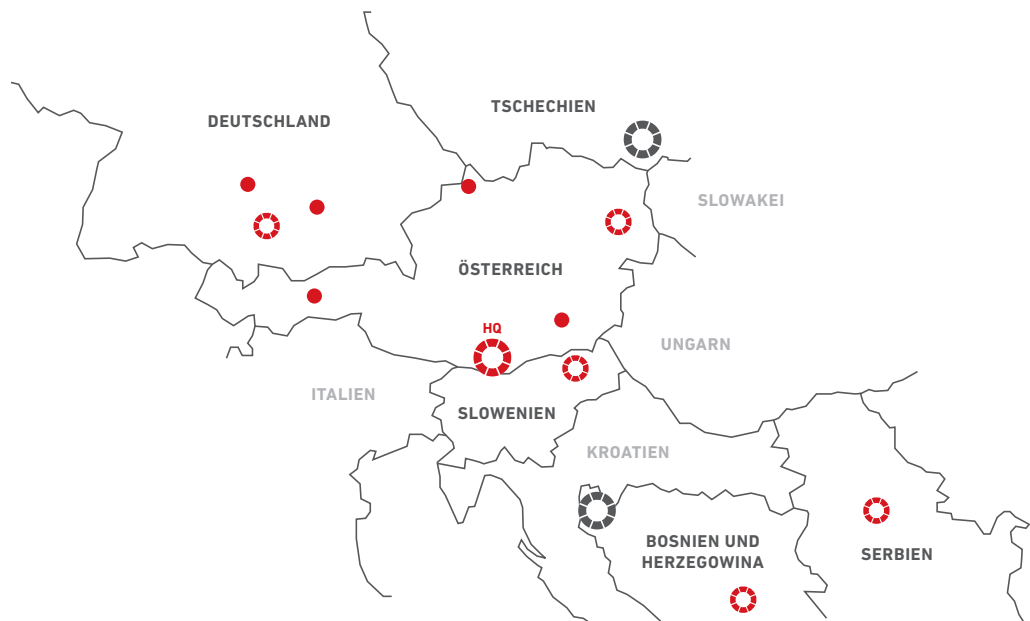 TSCHECHIEN
DEUTSCHLAND
SLOWAKEI
ÖSTERREICH
HQ
UNGARN
ITALIEN
SLOWENIEN
KROATIEN
BOSNIEN UND
HERZEGOWINA
SERBIEN